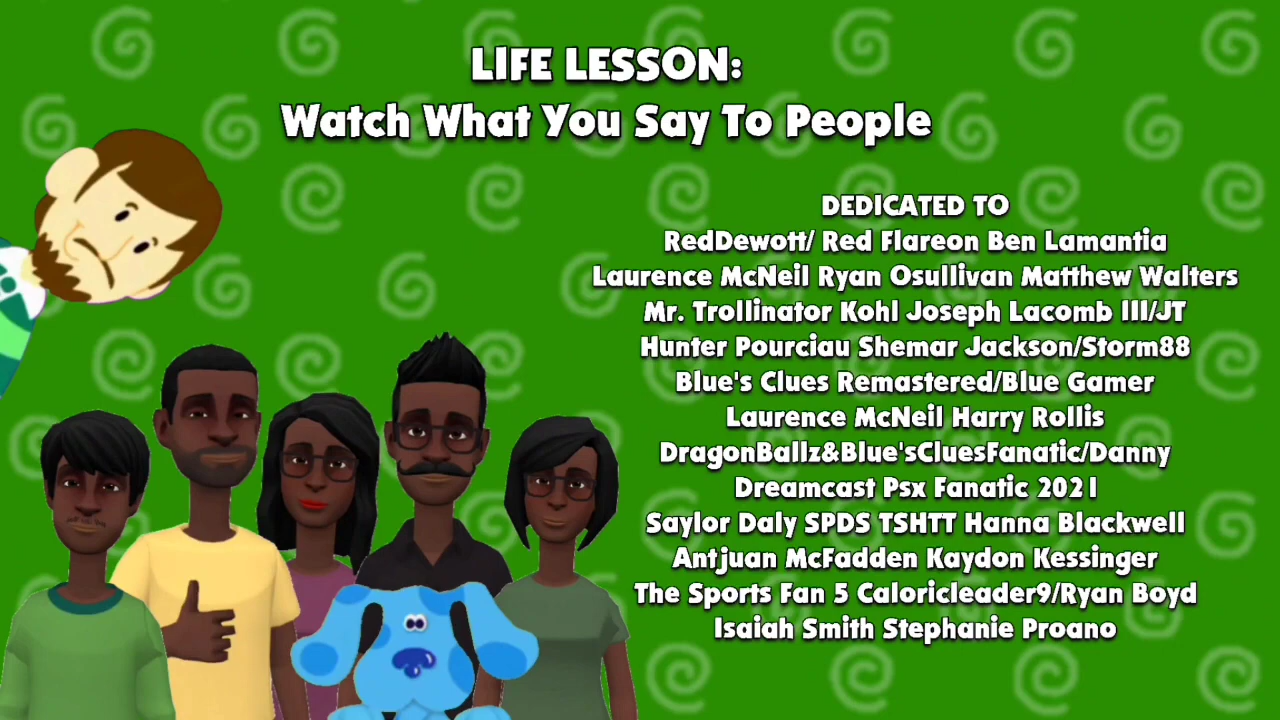 LIFE LESSON:
Watch What You Say To People
DEDICATED TO
RedDewott/ Red Flareon Ben Lamantia
Laurence McNeil Ryan Osullivan Matthew Walters
Mr. Trollinator Kohl Joseph Lacomb III/JT
Hunter Pourciau Shemar Jackson/Storm88
Blue's Clues Remastered/Blue Gamer
Laurence McNeil Harry Rollis
DragonBallz&Blue'sCluesFanatic/Danny
Dreamcast Psx Fanatic 2021
Saylor Daly SPDS TSHTT Hanna Blackwell
Antjuan McFadden Kaydon Kessinger
The Sports Fan 5 Caloricleader9/Ryan Boyd
Isaiah Smith Stephanie Proano